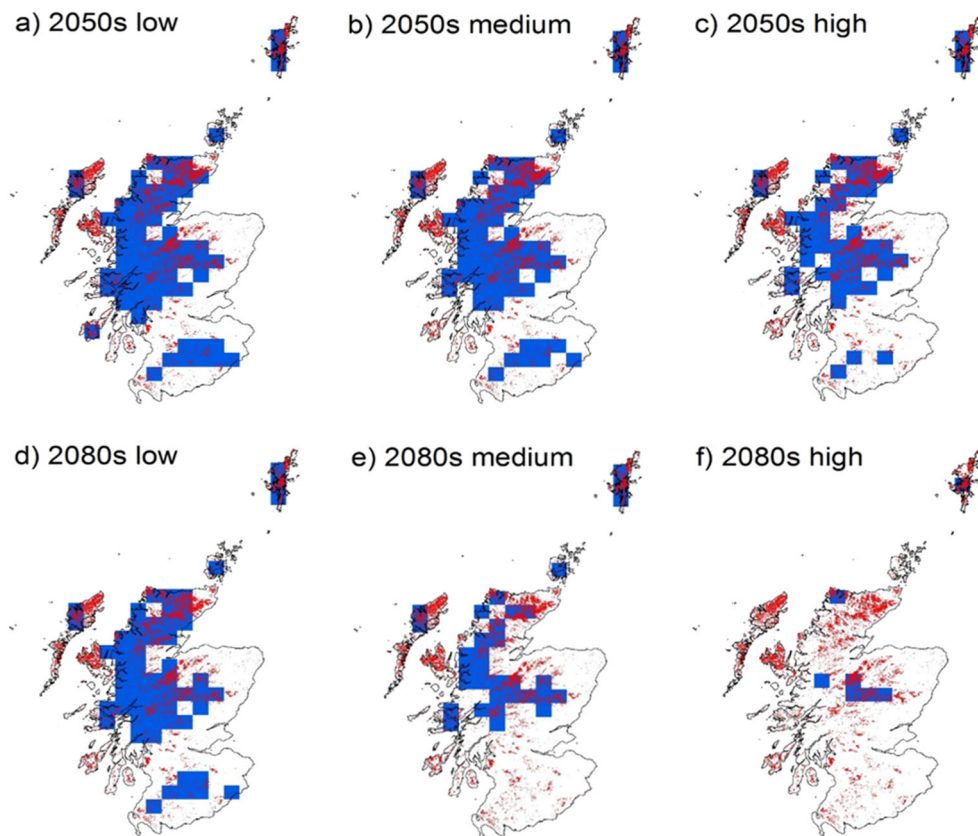 a) 2050s low
b) 2050s medium
c) 2050s high
d) 2080s low
e) 2080s medium
f) 2080s high